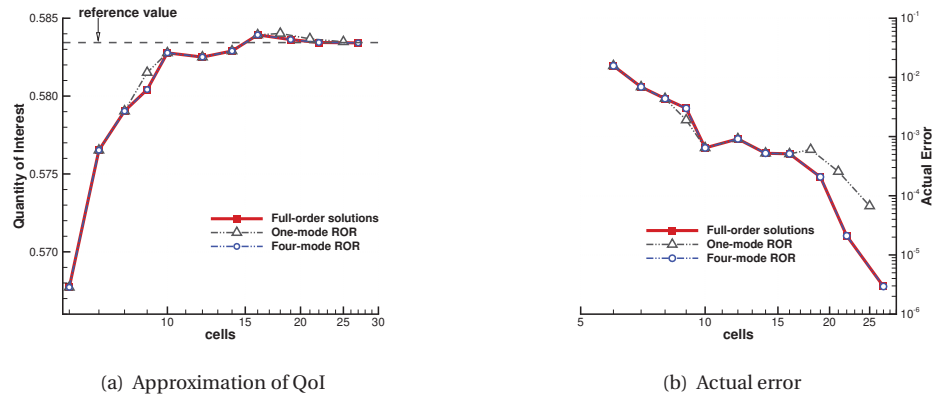 reference value
0.585
0.580
0.575
0.570
Quantity of Interest
Full-order solutions
One-mode ROR
Four-mode ROR
10 15 20 25 30
cells
(a) Approximation of QoI
10-1
10-2
10-3
10-4
10-5
10-6
Actual Error
Full-order solutions
One-mode ROR
Four-mode ROR
5 10 15 20 25
cells
(b) Actual error